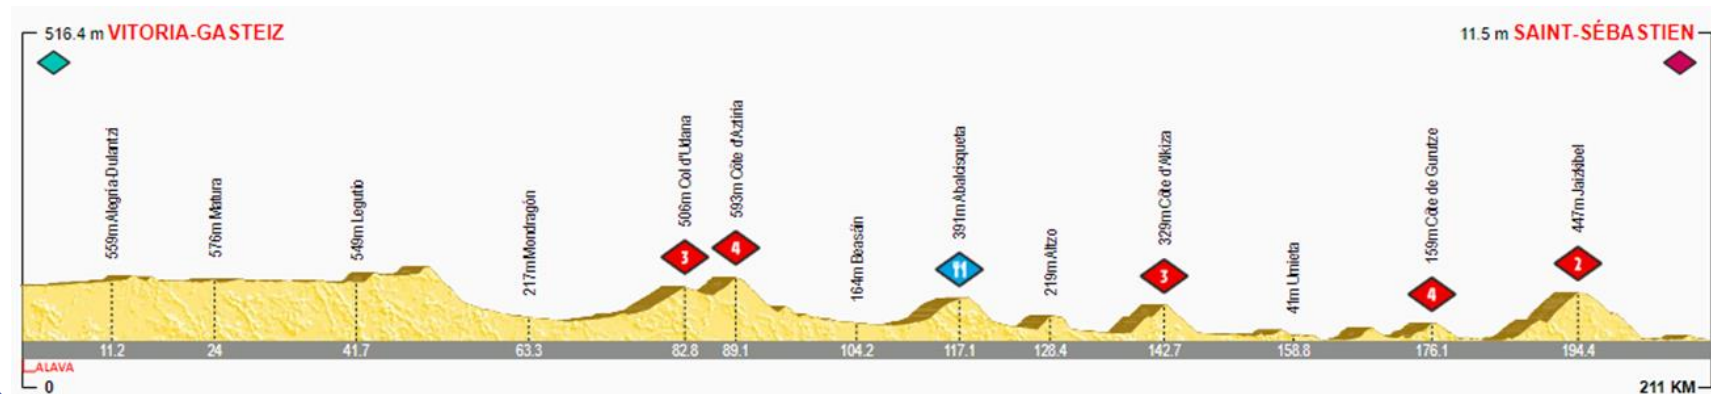 516.4 m VITORIA-GASTEIZ
11.5 m SAINT-SÉBASTIEN
559m Alegria-Dulantzi
576m Matura
549m Legutio
217m Mondragón
506m Col d'Udana
593m Côte d'Aztiria
164m Beasáin
391m Abalcisqueta
219m Altzo
329m Côte d'Alkiza
41m Urnieta
159m Côte de Gurutze
447m Jaizkibel
3
4
3
4
2
11.2
24
41.7
63.3
82.8
89.1
104.2
117.1
128.4
142.7
158.8
176.1
194.4
ALAVA
0
211 KM